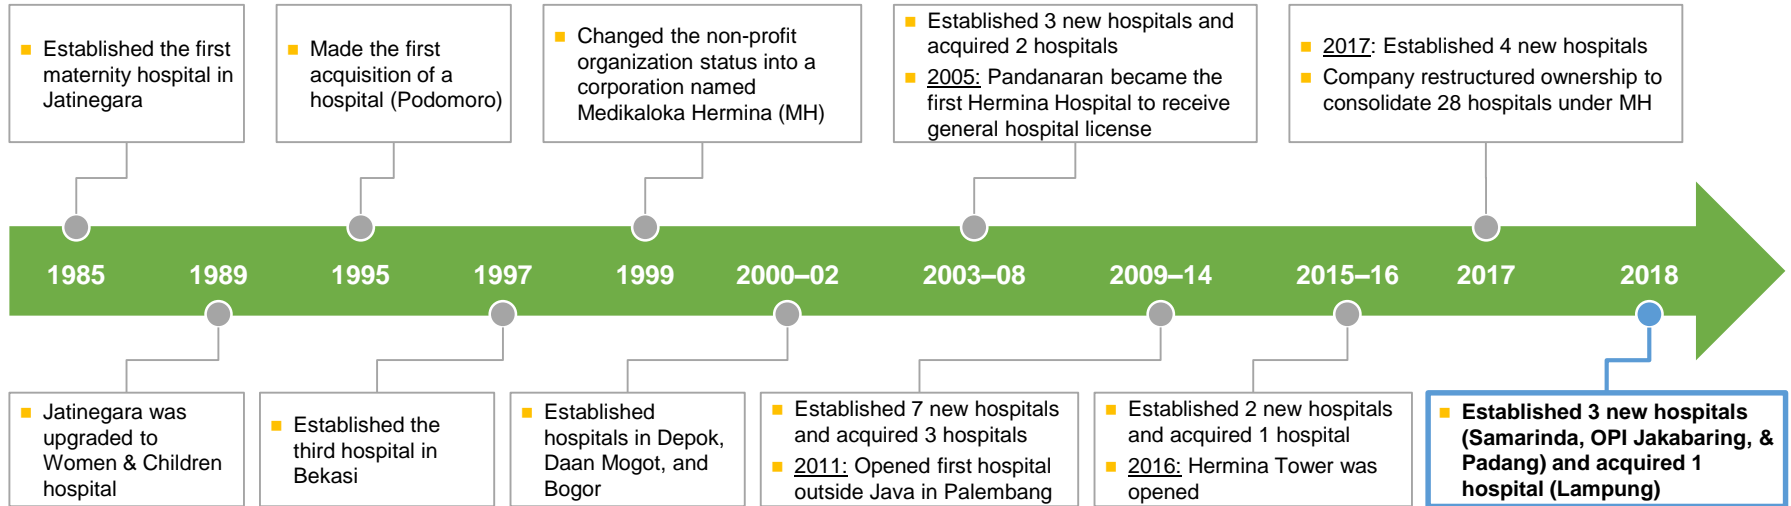 ■ Established the first
maternity hospital in
Jatinegara
■ Made the first
acquisition of a
hospital (Podomoro)
■ Changed the non-profit
organization status into a
corporation named
Medikaloka Hermina (MH)
■ Established 3 new hospitals and
acquired 2 hospitals
■ 2005: Pandanaran became the
first Hermina Hospital to receive
general hospital license
■ 2017: Established 4 new hospitals
■ Company restructured ownership to
consolidate 28 hospitals under MH
1985 1989 1995 1997 1999 2000–02 2003–08 2009–14 2015–16 2017 2018
■ Jatinegara was
upgraded to
Women & Children
hospital
■ Established the
third hospital in
Bekasi
■ Established
hospitals in Depok,
Daan Mogot, and
Bogor
■ Established 7 new hospitals
and acquired 3 hospitals
■ 2011: Opened first hospital
outside Java in Palembang
■ Established 2 new hospitals
and acquired 1 hospital
■ 2016: Hermina Tower was
opened
■ Established 3 new hospitals
(Samarinda, OPI Jakabaring, &
Padang) and acquired 1
hospital (Lampung)